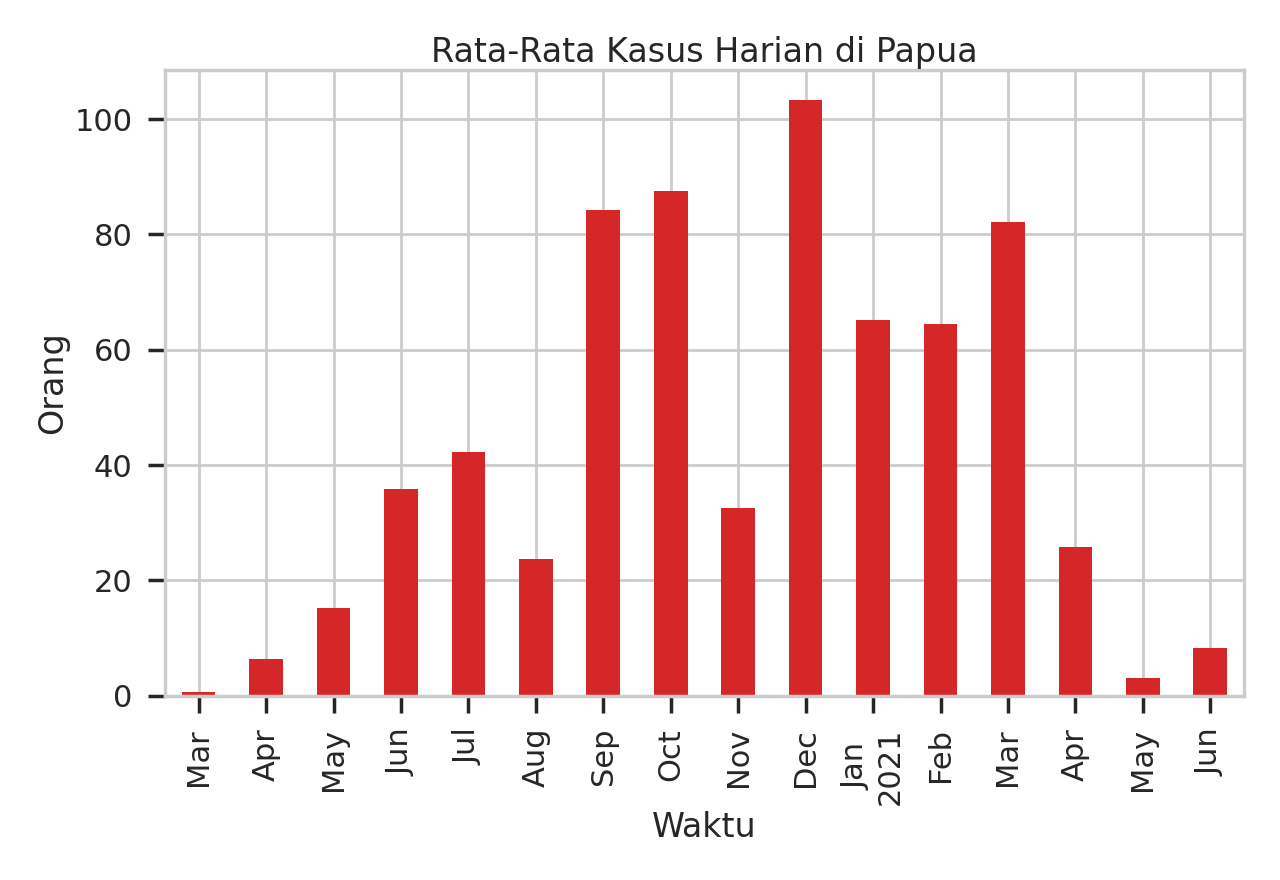 Rata-Rata Kasus Harian di Papua
100
80
60
40
20
0
Orang
Mar
Apr
May
Jun
Jul
Aug
Sep
Oct
Nov
Dec
Jan
2021
Feb
Mar
Apr
May
Jun
Waktu